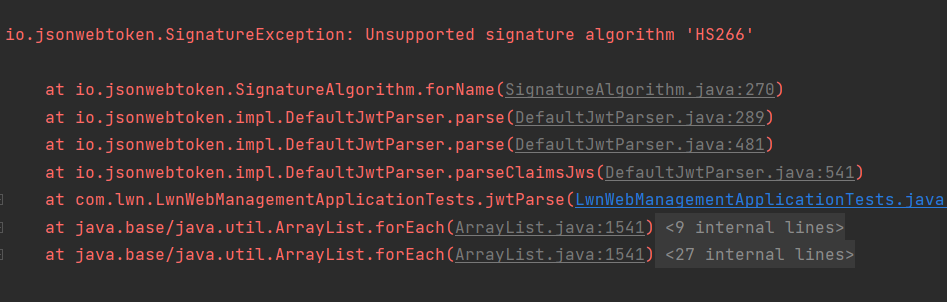 io.jsonwebtoken.SignatureException: Unsupported signature algorithm 'HS266'
at io.jsonwebtoken.SignatureAlgorithm.forName(SignatureAlgorithm.java:270)
at io.jsonwebtoken.impl.DefaultJwtParser.parse(DefaultJwtParser.java:289)
at io.jsonwebtoken.impl.DefaultJwtParser.parse(DefaultJwtParser.java:481)
at io.jsonwebtoken.impl.DefaultJwtParser.parseClaimsJws(DefaultJwtParser.java:541)
at com.lwn.LwnWebManagementApplicationTests.jwtParse(LwnWebManagementApplicationTests.java
at java.base/java.util.ArrayList.forEach(ArrayList.java:1541) <9 internal lines>
at java.base/java.util.ArrayList.forEach(ArrayList.java:1541) <27 internal lines>